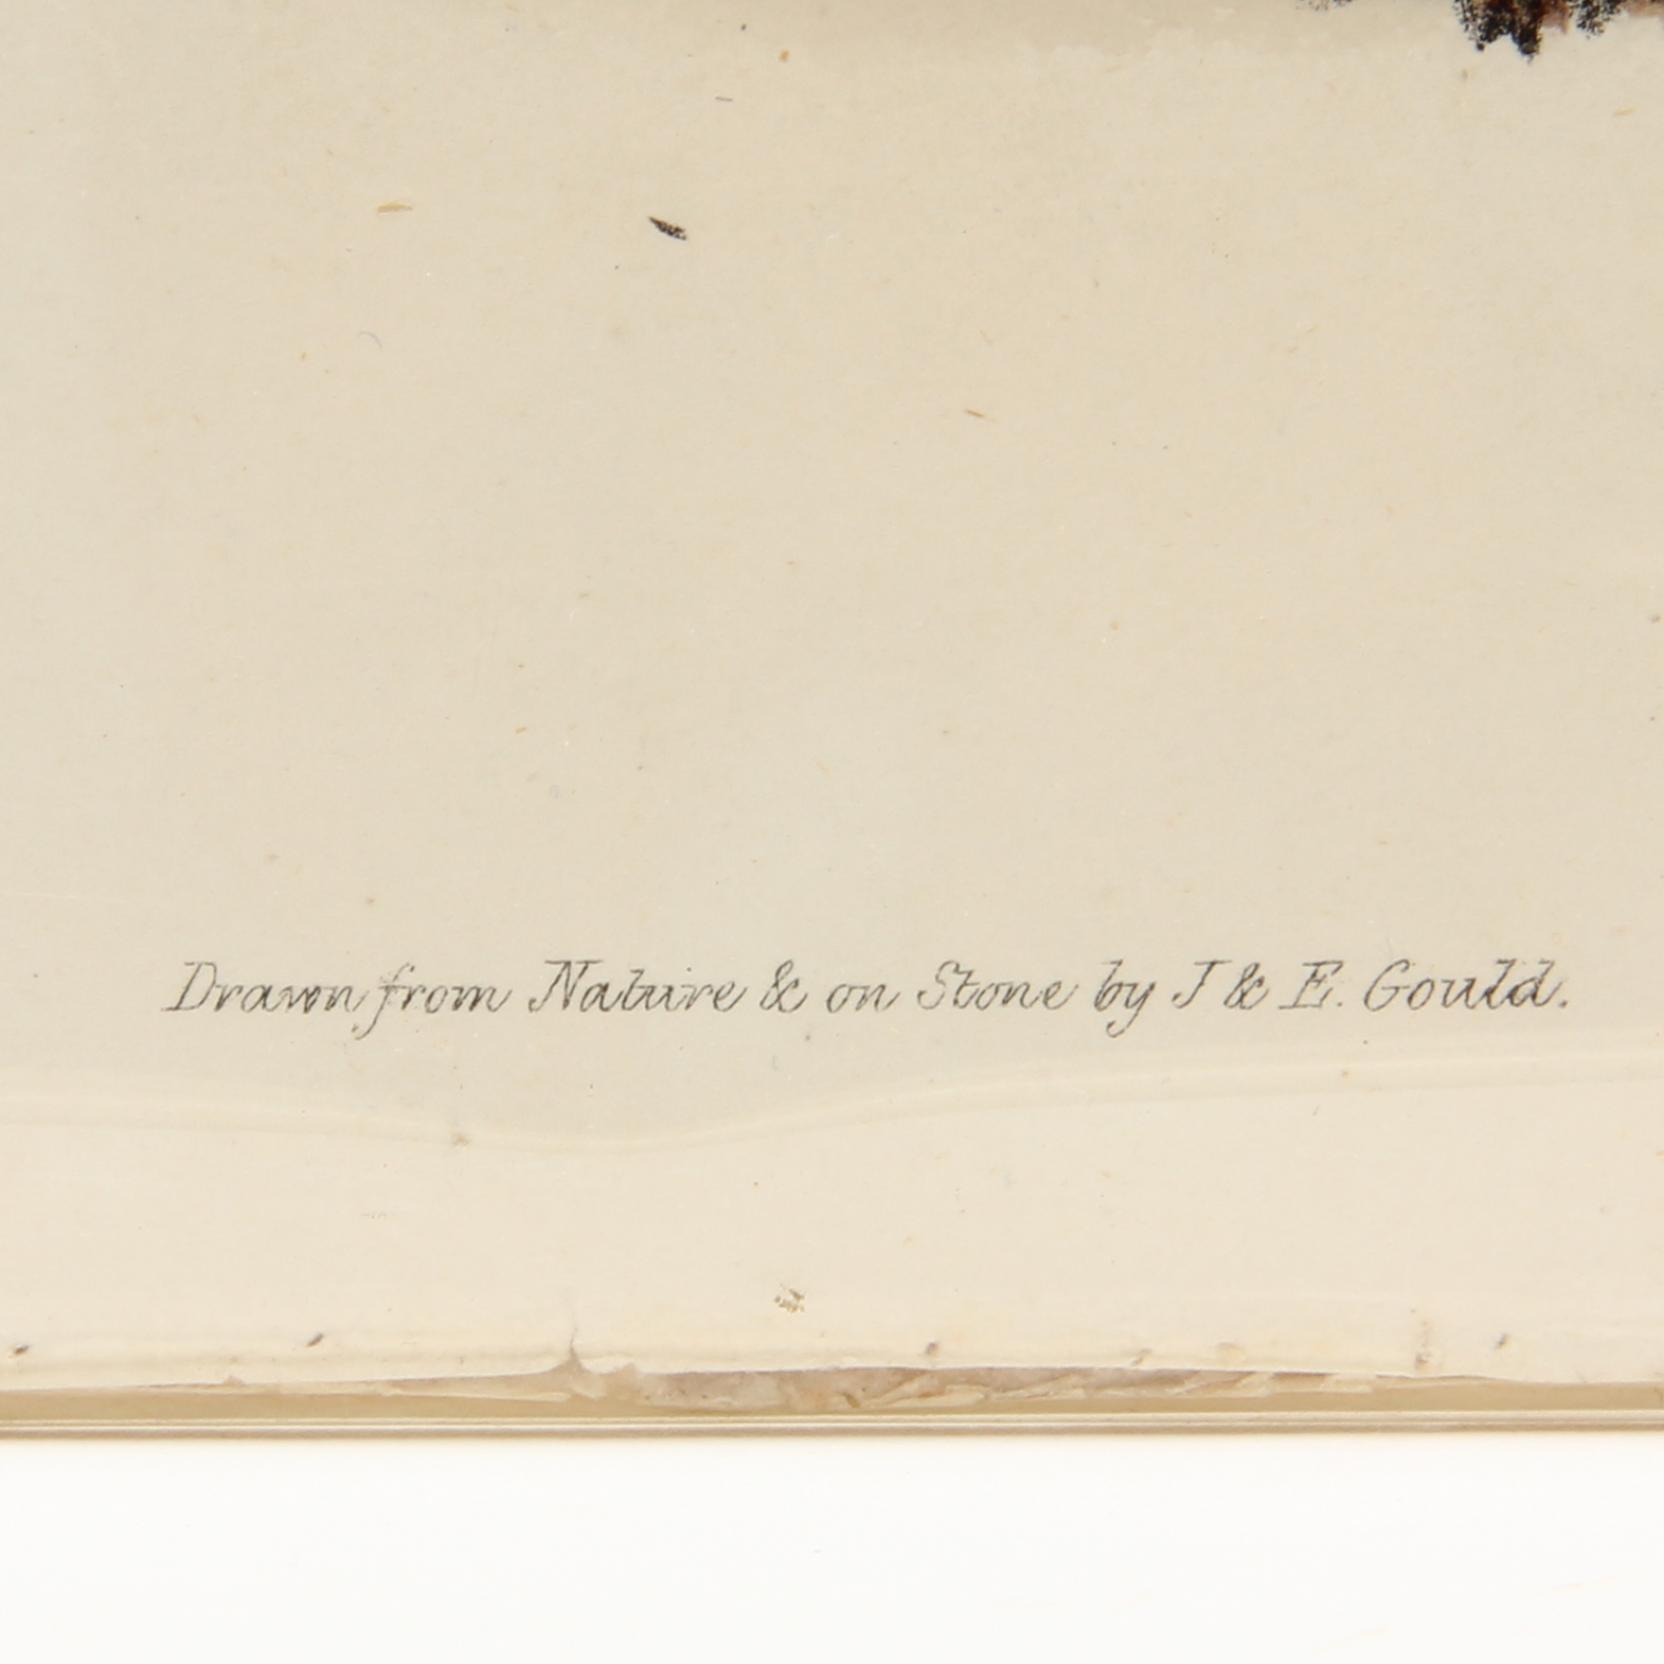 Drawn from Nature & on Stone by J & E. Gould.